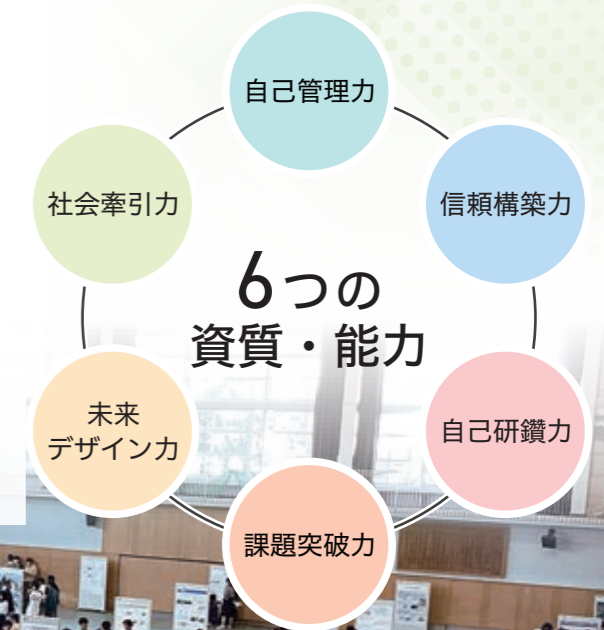 自己管理力
信頼構築力
自己研鑽力
課題突破力
未来
デザイン力
社会牽引力
6つの
資質・能力